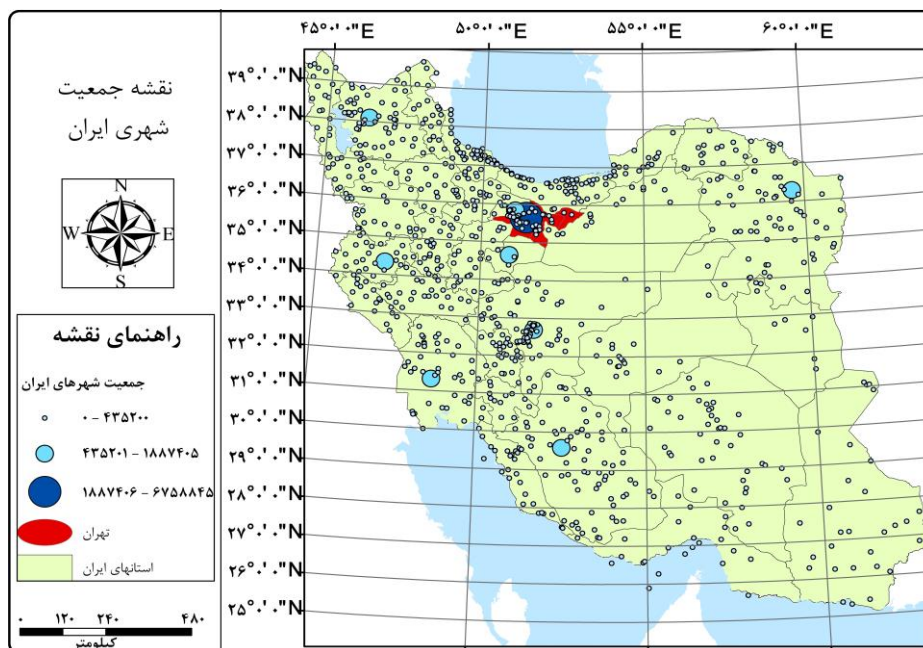 نقشه جمعیت
شهری ایران
N
W E
S
راهنمای نقشه
جمعیت شهرهای ایران
۰ - ۴۳۵۲۰۰
۴۳۵۲۰۱ - ۱۸۸۷۴۰۵
۱۸۸۷۴۰۶ - ۶۷۵۸۸۴۵
تهران
استانهای ایران
۰ ۱۲۰ ۲۴۰ ۴۸۰
کیلومتر
۴۵°۰'۰"E ۵۰°۰'۰"E ۵۵°۰'۰"E ۶۰°۰'۰"E
۳۹°۰'۰"N
۳۸°۰'۰"N
۳۷°۰'۰"N
۳۶°۰'۰"N
۳۵°۰'۰"N
۳۴°۰'۰"N
۳۳°۰'۰"N
۳۲°۰'۰"N
۳۱°۰'۰"N
۳۰°۰'۰"N
۲۹°۰'۰"N
۲۸°۰'۰"N
۲۷°۰'۰"N
۲۶°۰'۰"N
۲۵°۰'۰"N